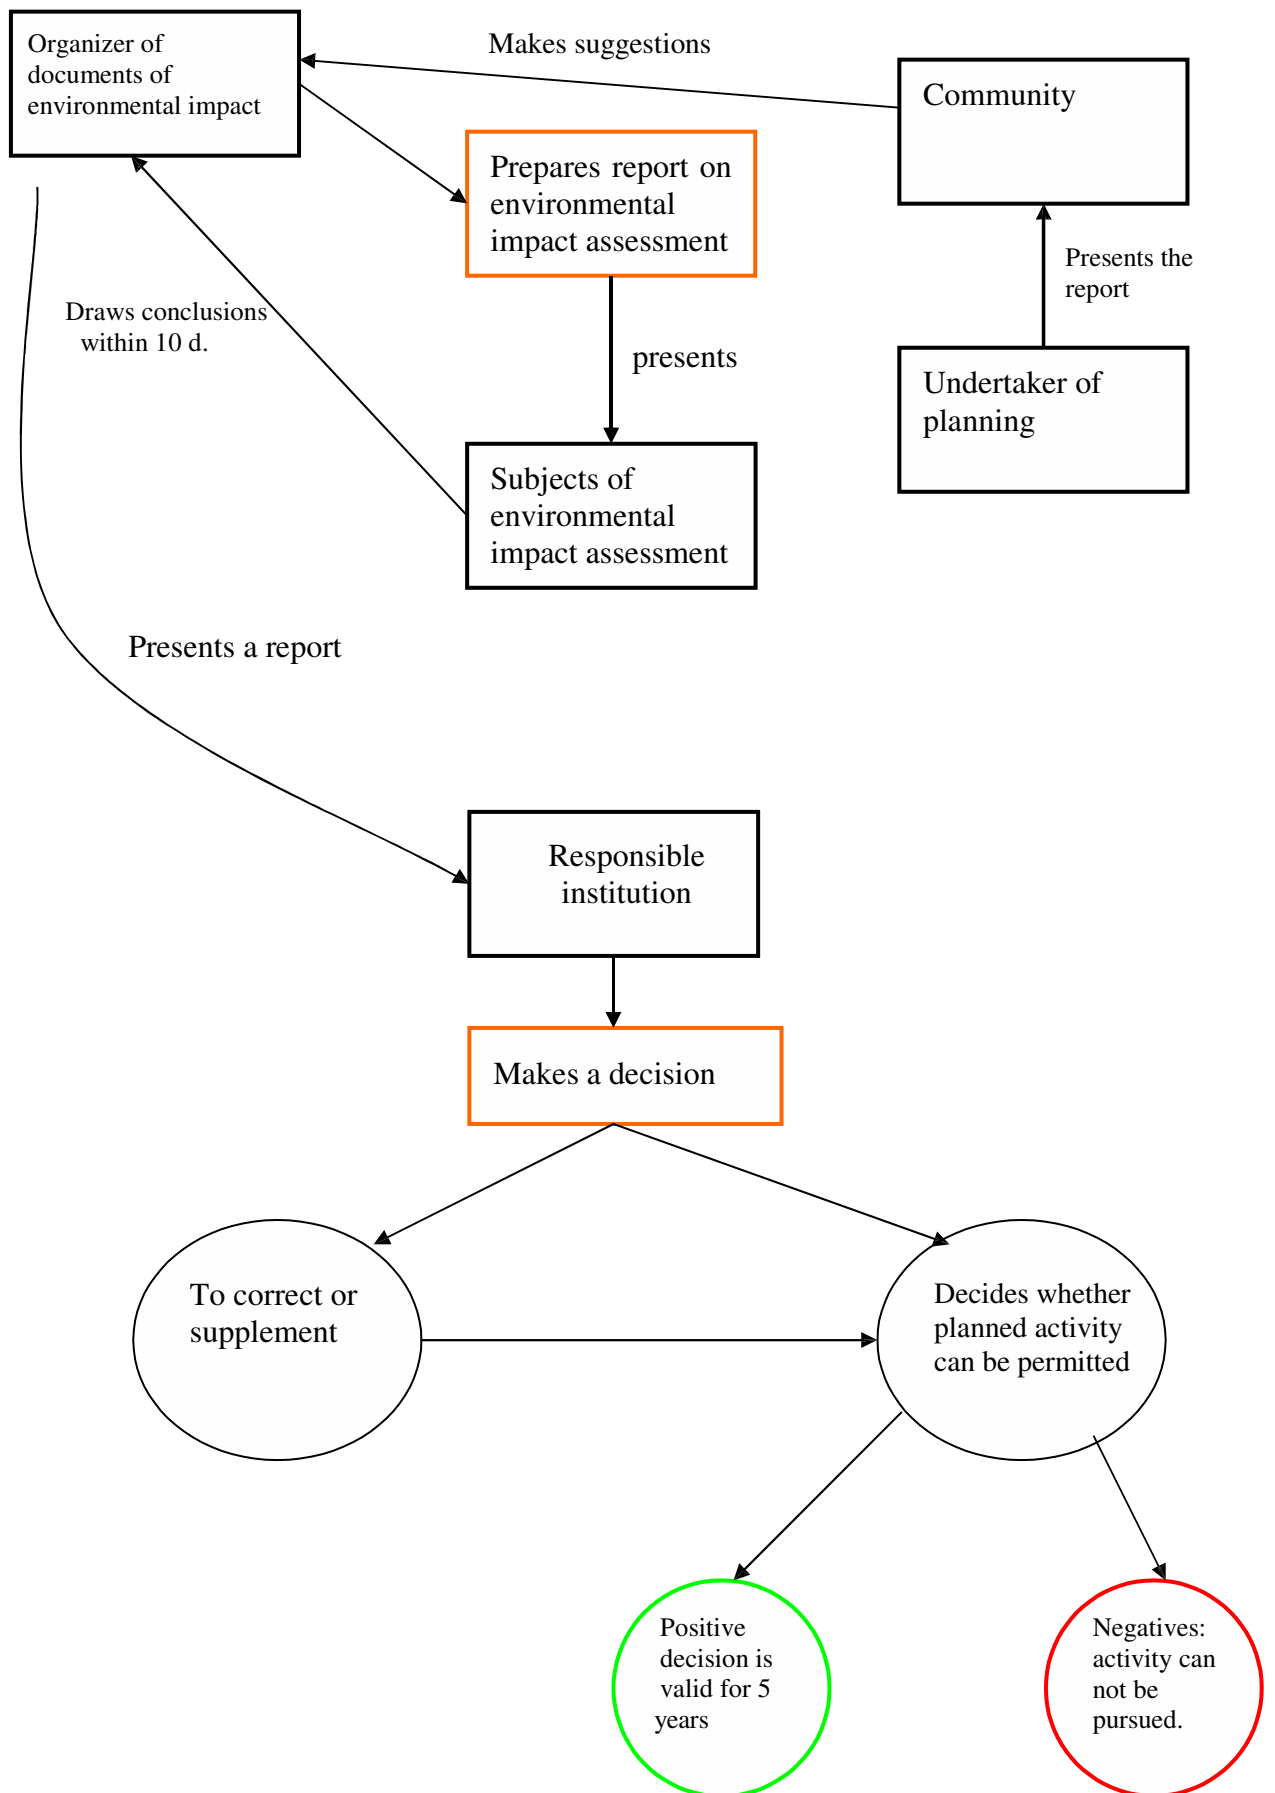 Organizer of
documents of
environmental impact
Makes suggestions
Community
Prepares report on
environmental
impact assessment
Presents the
report
Draws conclusions
within 10 d.
presents
Undertaker of
planning
Subjects of
environmental
impact assessment
Presents a report
Responsible
institution
Makes a decision
To correct or
supplement
Decides whether
planned activity
can be permitted
Positive
decision is
valid for 5
years
Negatives:
activity can
not be
pursued.